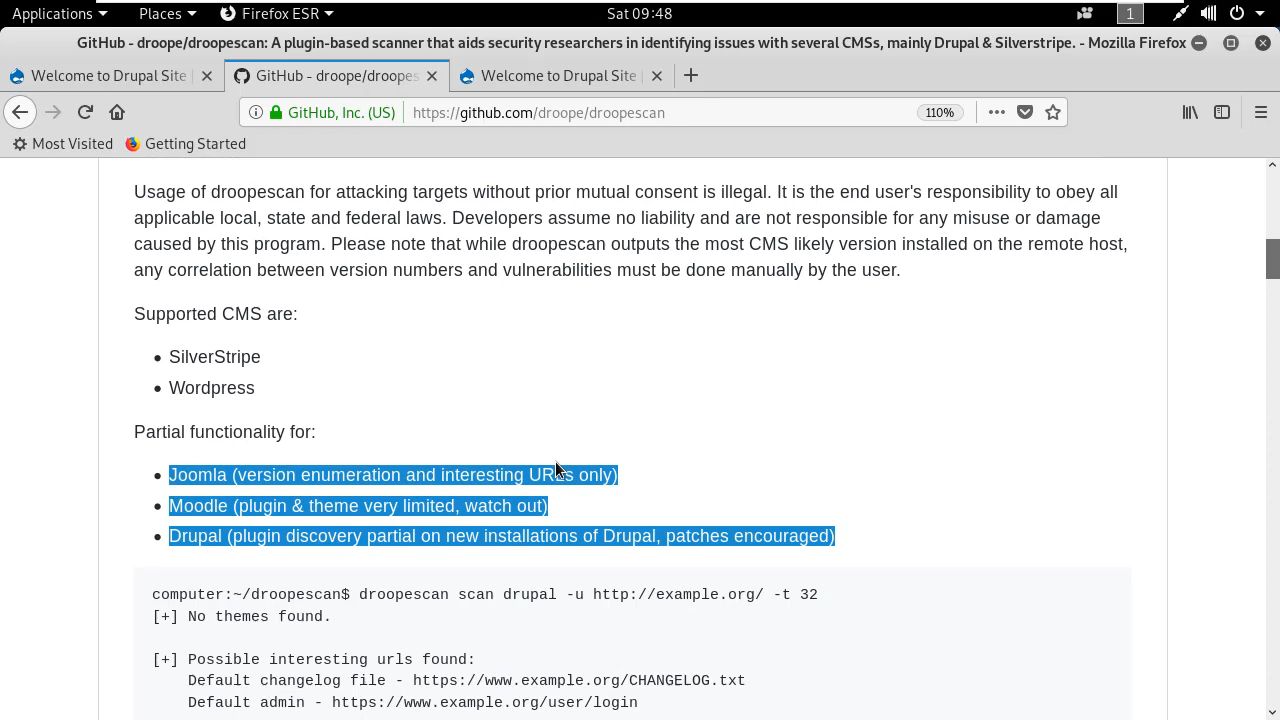 Applications Places Firefox ESR Sat 09:48 1
GitHub - droope/droopescan: A plugin-based scanner that aids security researchers in identifying issues with several CMSs, mainly Drupal & Silverstripe. - Mozilla Firefox
Welcome to Drupal Site | GitHub - droope/droopes Welcome to Drupal Site |
GitHub, Inc. (US) https://github.com/droope/droopescan 110%
Most Visited Getting Started
Usage of droopescan for attacking targets without prior mutual consent is illegal. It is the end user's responsibility to obey all
applicable local, state and federal laws. Developers assume no liability and are not responsible for any misuse or damage
caused by this program. Please note that while droopescan outputs the most CMS likely version installed on the remote host,
any correlation between version numbers and vulnerabilities must be done manually by the user.
Supported CMS are:
• SilverStripe
• Wordpress
Partial functionality for:
• Joomla (version enumeration and interesting URLs only)
• Moodle (plugin & theme very limited, watch out)
• Drupal (plugin discovery partial on new installations of Drupal, patches encouraged)
computer:~/droopescan$ droopescan scan drupal -u http://example.org/ -t 32
[+] No themes found.
[+] Possible interesting urls found:
Default changelog file - https://www.example.org/CHANGELOG.txt
Default admin - https://www.example.org/user/login